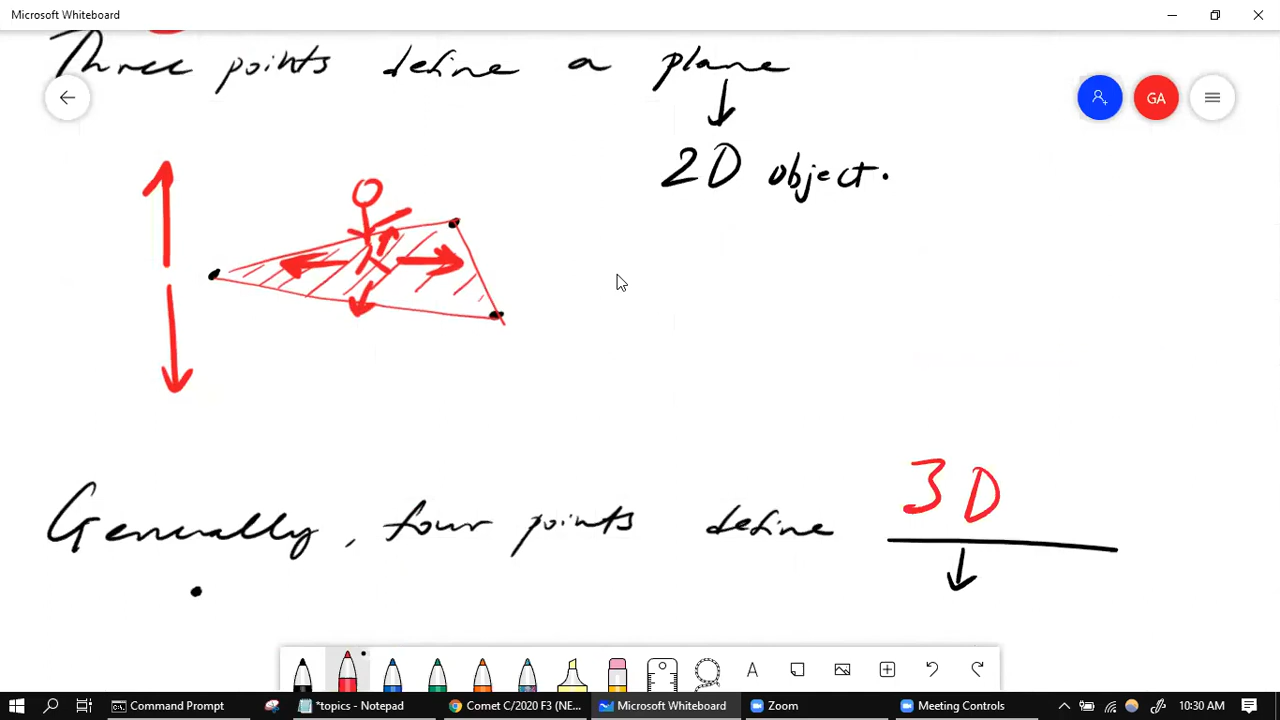 Microsoft Whiteboard
Three points define a plane
GA
2D object.
3D
Generally, four points define
A
Command Prompt
*topics - Notepad
Comet C/2020 F3 (NE...
Microsoft Whiteboard
Zoom
Meeting Controls
10:30 AM